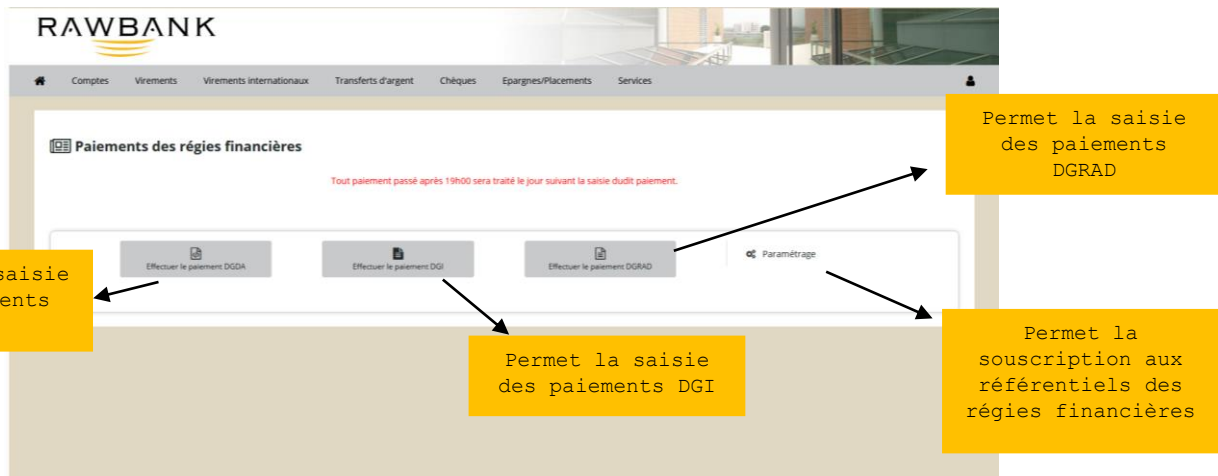 RAWBANK
Comptes Virements Virements internationaux Transferts d'argent Chèques Epargnes/Placements Services
Paiements des régies financières
Tout paiement passé après 19h00 sera traité le jour suivant la saisie dudit paiement.
Effectuer le paiement DGDA
Effectuer le paiement DGI
Effectuer le paiement DGRAD
Paramétrage
Permet la saisie
des paiements
DGRAD
saisie
ents
Permet la saisie
des paiements DGI
Permet la
souscription aux
référentiels des
régies financières